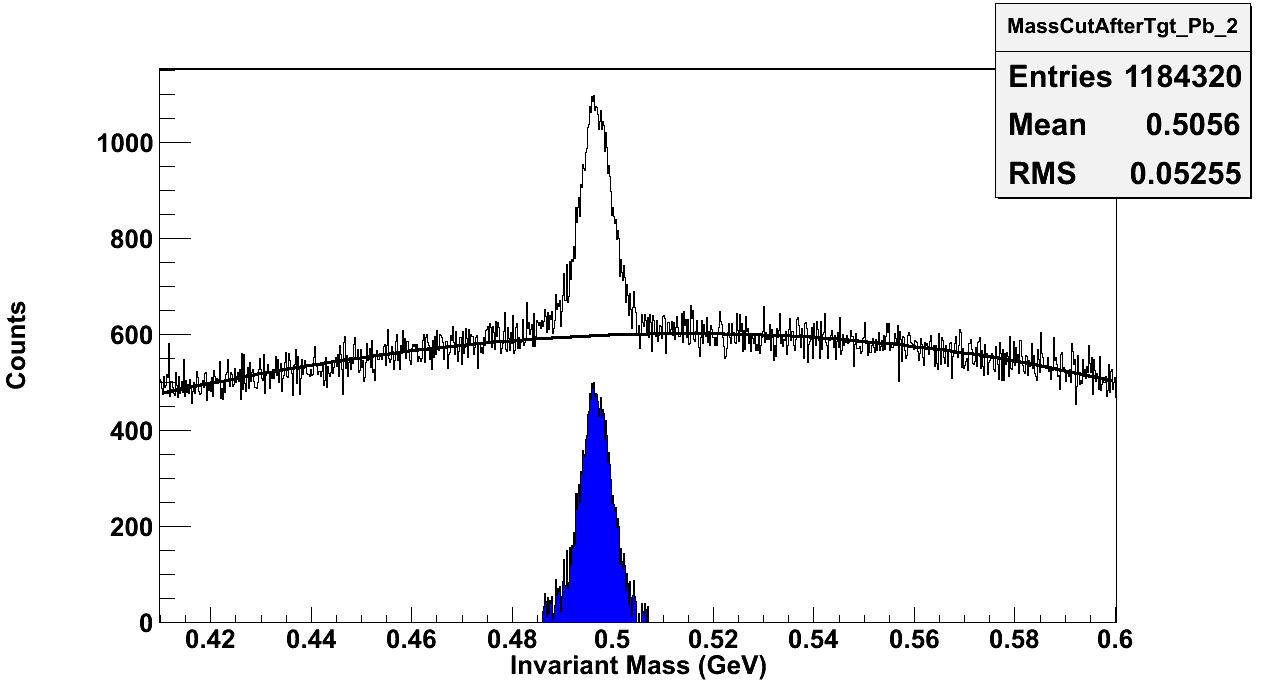 MassCutAfterTgt_Pb_2
Entries 1184320
Mean 0.5056
RMS 0.05255
Counts
1000
800
600
400
200
0
0.42 0.44 0.46 0.48 0.5 0.52 0.54 0.56 0.58 0.6
Invariant Mass (GeV)